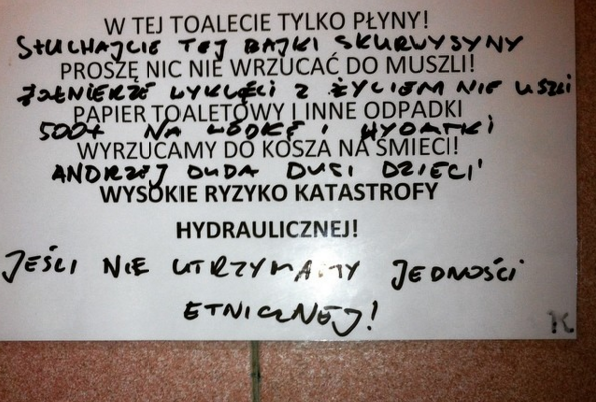 W TEJ TOALECIE TYLKO PŁYNY!
SŁUCHAJCIE TEJ BAJKI SKURWYSYNY
PROSZĘ NIC NIE WRZUCAĆ DO MUSZLI!
ŻOŁNIERZE WYKLĘCI Z ŻYCIEM NIE USZLI
PAPIER TOALETOWY I INNE ODPADKI
500+ NA WÓDKĘ I WYDATKI
WYRZUCAMY DO KOSZA NA ŚMIECI!
ANDRZEJ DUDA DUSI DZIECI
WYSOKIE RYZYKO KATASTROFY
HYDRAULICZNEJ!
JEŚLI NIE UTRZYMAMY JEDNOŚCI
ETNICZNEJ!
K.